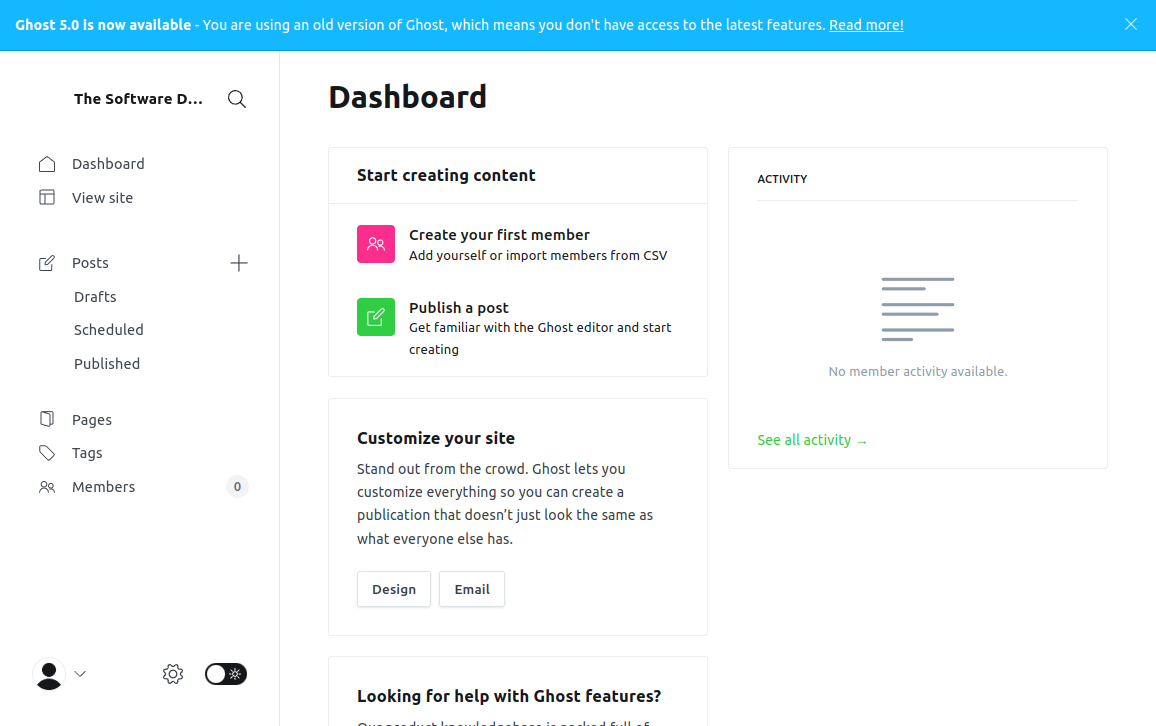 Ghost 5.0 is now available - You are using an old version of Ghost, which means you don't have access to the latest features. Read more!
The Software D...
Dashboard
View site
Posts
Drafts
Scheduled
Published
Pages
Tags
Members 0
Dashboard
Start creating content
Create your first member
Add yourself or import members from CSV
Publish a post
Get familiar with the Ghost editor and start
creating
Customize your site
Stand out from the crowd. Ghost lets you
customize everything so you can create a
publication that doesn’t just look the same as
what everyone else has.
Design Email
Looking for help with Ghost features?
ACTIVITY
No member activity available.
See all activity →